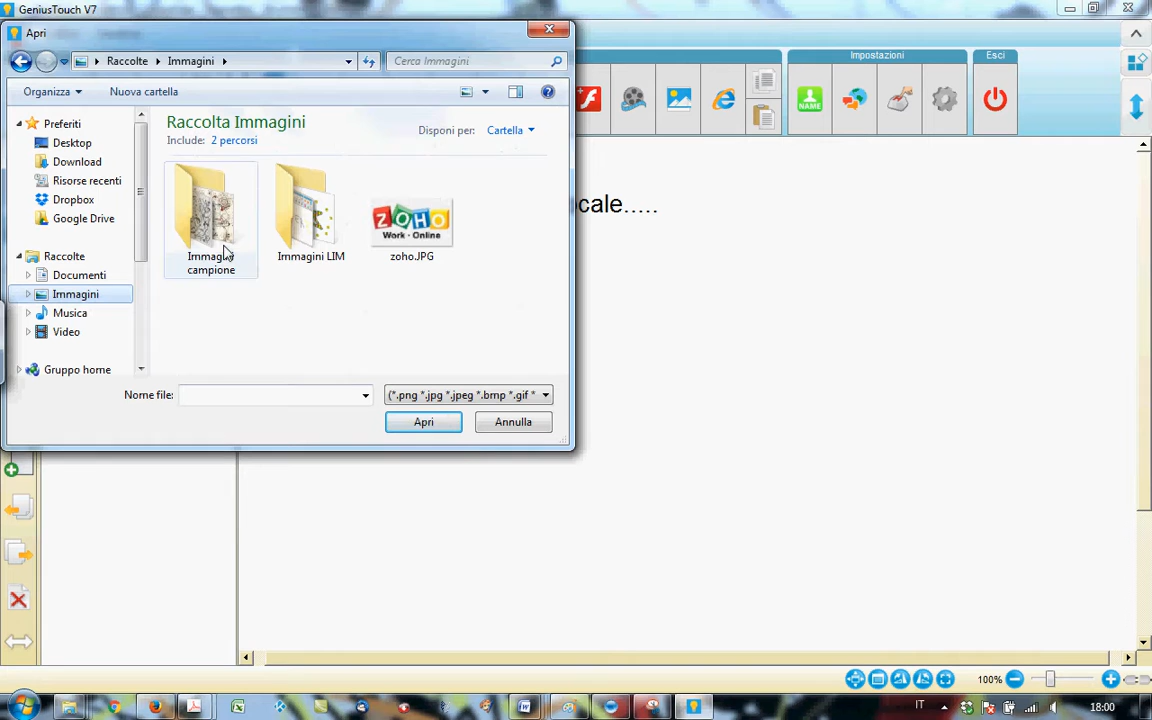 GeniusTouch V7
Apri
Raccolte
Immagini
Cerca Immagini
Impostazioni
Esci
Organizza
Nuova cartella
NAME
Preferiti
Desktop
Download
Risorse recenti
Dropbox
Google Drive
Raccolte
Documenti
Immagini
Musica
Video
Gruppo home
Raccolta Immagini
Include: 2 percorsi
Disponi per: Cartella
Immagini campione
Immagini LIM
ZOHO
Work · Online
zoho.JPG
cale.....
Nome file:
(*.png *.jpg *.jpeg *.bmp *.gif *
Apri
Annulla
100%
IT
18:00